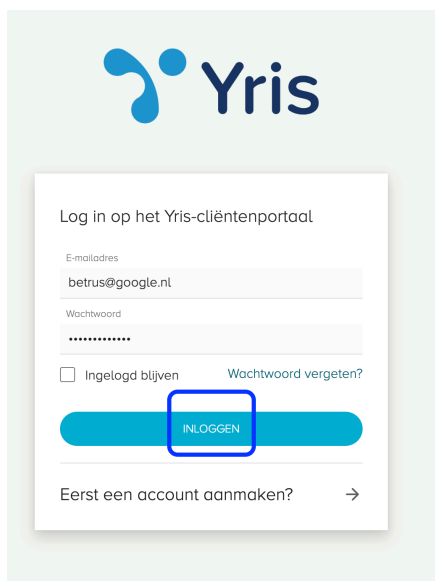 Yris
Log in op het Yris-cliëntenportaal
E-mailadres
betrus@google.nl
Wachtwoord
•••••••••••••
Ingelogd blijven Wachtwoord vergeten?
INLOGGEN
Eerst een account aanmaken? →